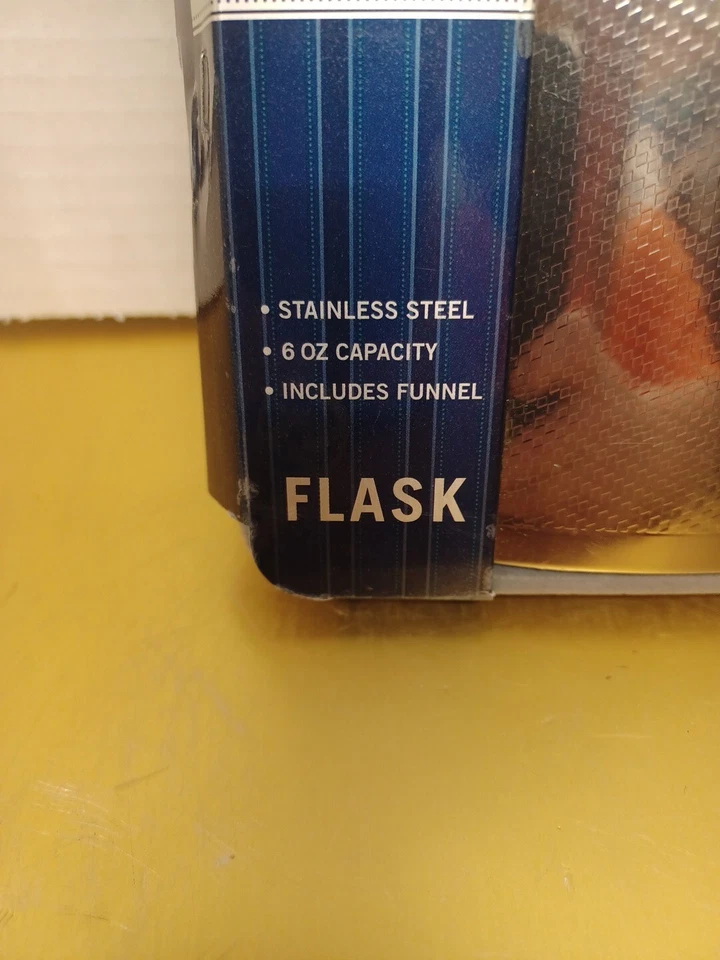 • STAINLESS STEEL
• 6 OZ CAPACITY
• INCLUDES FUNNEL
FLASK